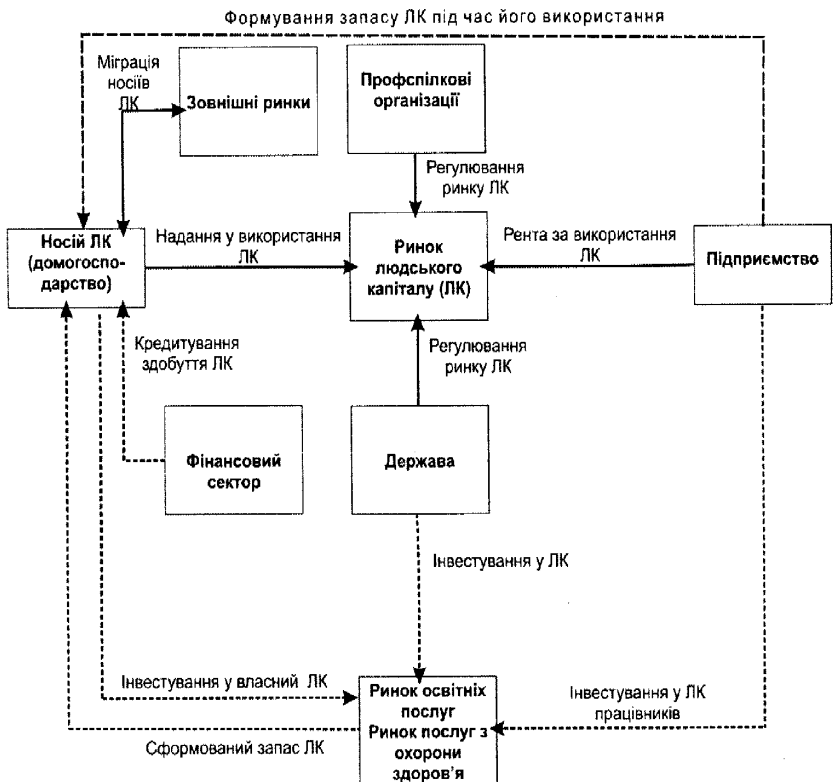 Формування запасу ЛК під час його використання
Міграція
носіїв
ЛК
Зовнішні ринки
Профспілкові
організації
Регулювання
ринку ЛК
Носій ЛК
(домогоспо-
дарство)
Надання у використання
ЛК
Ринок
людського
капіталу (ЛК)
Рента за використання
ЛК
Підприємство
Кредитування
здобуття ЛК
Регулювання
ринку ЛК
Фінансовий
сектор
Держава
Інвестування у ЛК
Інвестування у власний ЛК
Сформований запас ЛК
Ринок освітніх
послуг
Ринок послуг з
охорони
здоров'я
Інвестування у ЛК
працівників